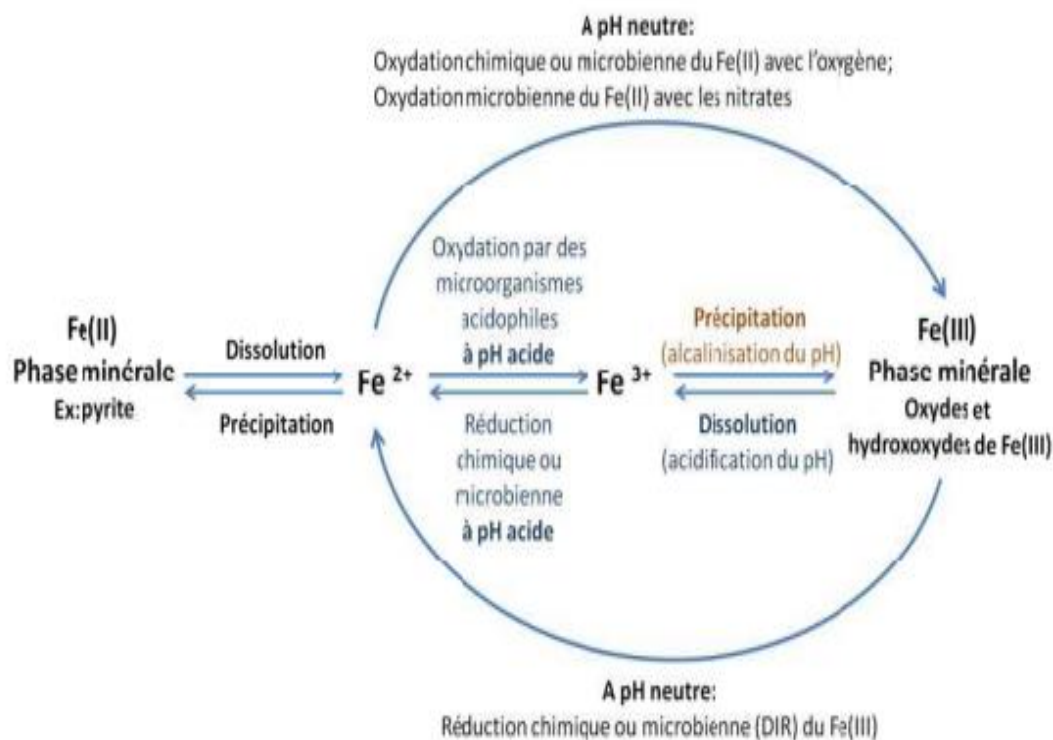 A pH neutre:
Oxydation chimique ou microbienne du Fe(II) avec l'oxygène;
Oxydation microbienne du Fe(II) avec les nitrates
Fe(II)
Phase minérale
Ex:pyrite
Dissolution
Précipitation
Fe 2+
Oxydation par des
microorganismes
acidophiles
à pH acide
Réduction
chimique ou
microbienne
à pH acide
Fe 3+
Précipitation
(alcalinisation du pH)
Dissolution
(acidification du pH)
Fe(III)
Phase minérale
Oxydes et
hydroxoxydes de Fe(III)
A pH neutre:
Réduction chimique ou microbienne (DIR) du Fe(III)